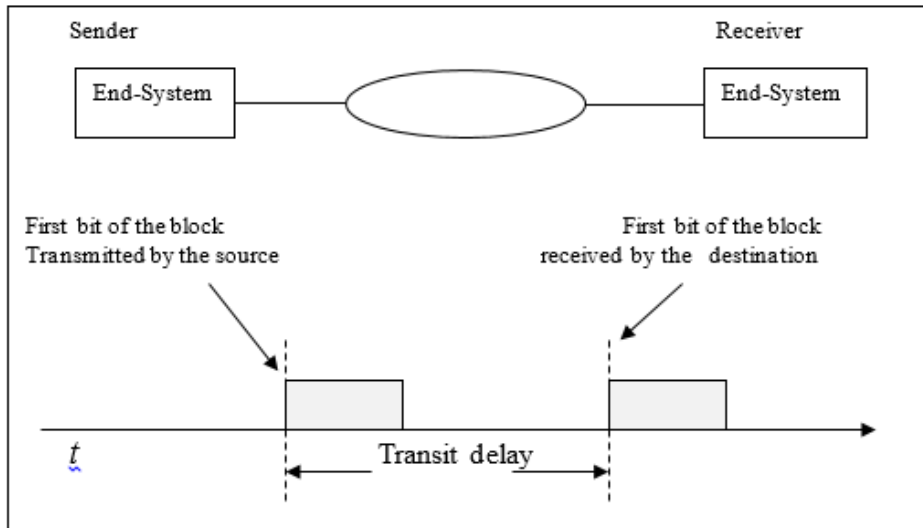 Sender
Receiver
End-System
End-System
First bit of the block
Transmitted by the source
First bit of the block
received by the destination
t
Transit delay